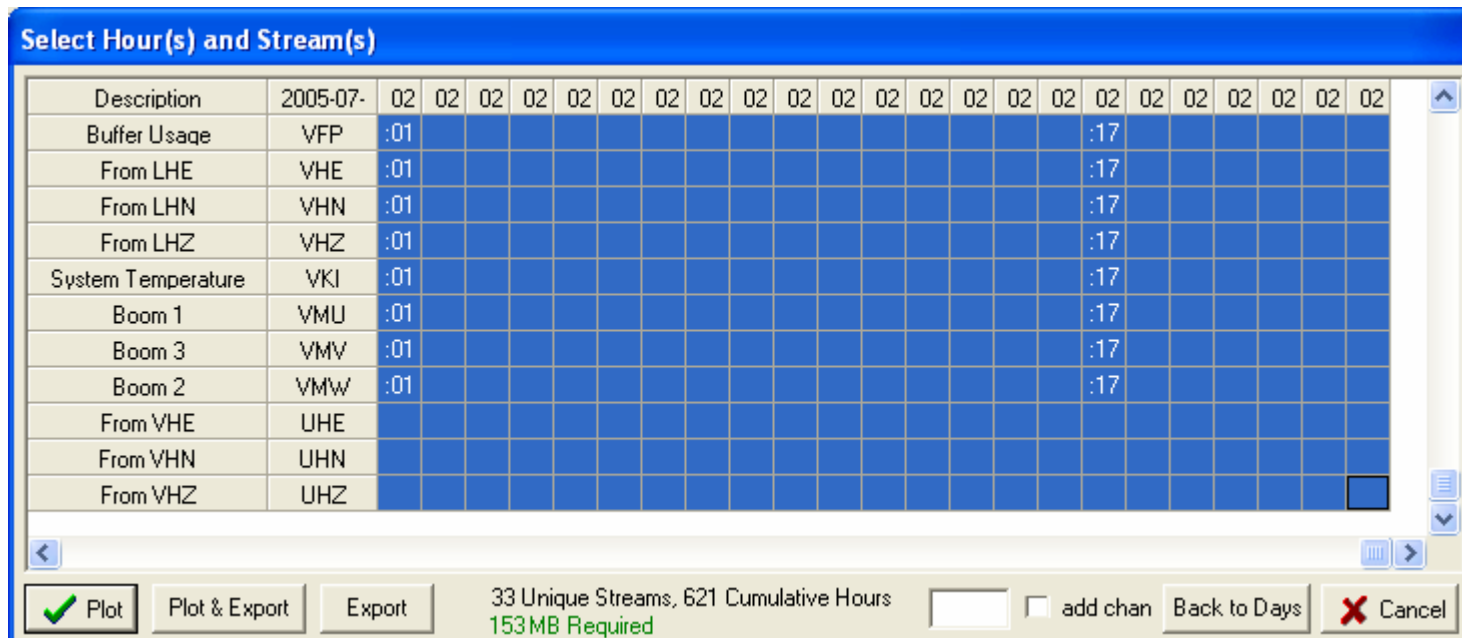 Select Hour(s) and Stream(s)
Description 2005-07- 02 02 02 02 02 02 02 02 02 02 02 02 02 02 02 02 02 02 02 02 02 02 02
Buffer Usage VFP :01 :17
From LHE VHE :01 :17
From LHN VHN :01 :17
From LHZ VHZ :01 :17
System Temperature VKI :01 :17
Boom 1 VMU :01 :17
Boom 3 VMV :01 :17
Boom 2 VMW :01 :17
From VHE UHE
From VHN UHN
From VHZ UHZ
Plot Plot & Export Export 33 Unique Streams, 621 Cumulative Hours add chan Back to Days Cancel
153 MB Required